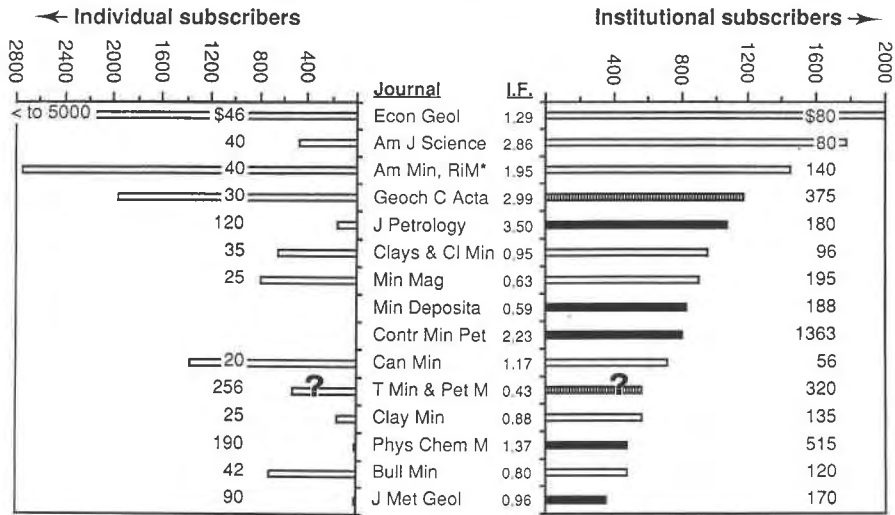 ← Individual subscribers Institutional subscribers →
2800 2400 2000 1600 1200 800 400 400 800 1200 1600 2000
Journal I.F.
< to 5000 $46 Econ Geol 1.29 $80
40 Am J Science 2.86 80
40 Am Min, RiM* 1.95 140
30 Geoch C Acta 2.99 375
120 J Petrology 3.50 180
35 Clays & Cl Min 0.95 96
25 Min Mag 0.63 195
Min Deposita 0.59 188
Contr Min Pet 2.23 1363
20 Can Min 1.17 56
256 ? T Min & Pet M 0.43 ? 320
25 Clay Min 0.88 135
190 Phys Chem M 1.37 515
42 Bull Min 0.80 120
90 J Met Geol 0.96 170